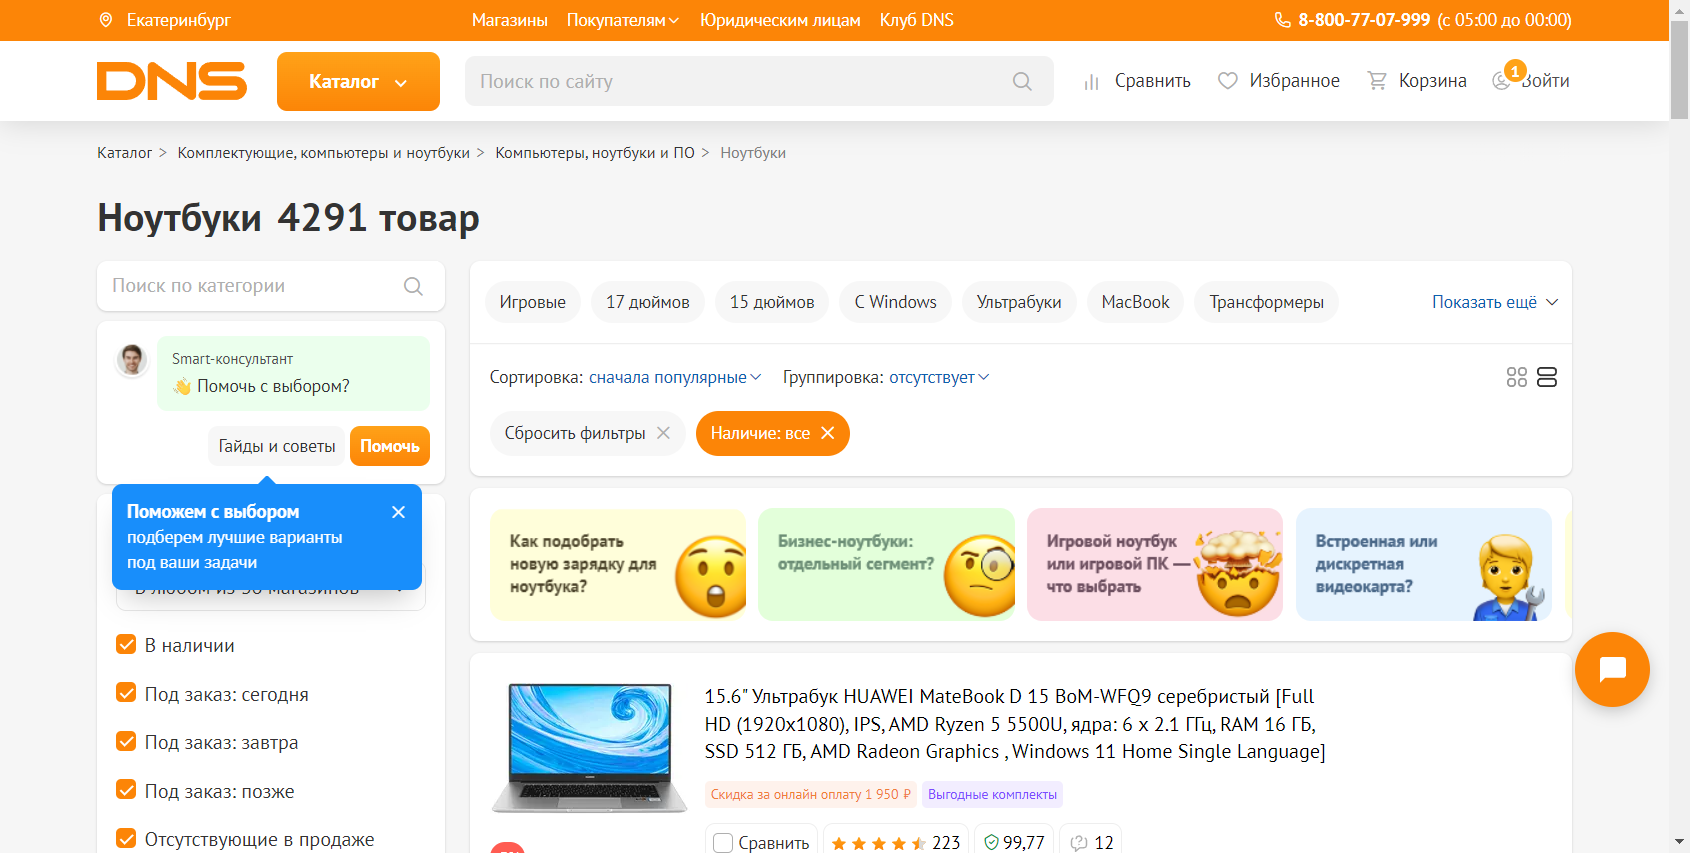 Екатеринбург
Магазины Покупателям Юридическим лицам Клуб DNS
8-800-77-07-999 (с 05:00 до 00:00)
DNS
Каталог
Поиск по сайту
Сравнить
Избранное
Корзина
1
Войти
Каталог > Комплектующие, компьютеры и ноутбуки > Компьютеры, ноутбуки и ПО > Ноутбуки
Ноутбуки 4291 товар
Поиск по категории
Smart-консультант
👋 Помочь с выбором?
Гайды и советы
Помочь
Поможем с выбором
подберем лучшие варианты
под ваши задачи
В наличии
Под заказ: сегодня
Под заказ: завтра
Под заказ: позже
Отсутствующие в продаже
Игровые 17 дюймов 15 дюймов С Windows Ультрабуки MacBook Трансформеры Показать ещё
Сортировка: сначала популярные Группировка: отсутствует
Сбросить фильтры
Наличие: все
Как подобрать
новую зарядку для
ноутбука?
Бизнес-ноутбуки:
отдельный сегмент?
Игровой ноутбук
или игровой ПК —
что выбрать
Встроенная или
дискретная
видеокарта?
15.6" Ультрабук HUAWEI MateBook D 15 BoM-WFQ9 серебристый [Full
HD (1920x1080), IPS, AMD Ryzen 5 5500U, ядра: 6 х 2.1 ГГц, RAM 16 ГБ,
SSD 512 ГБ, AMD Radeon Graphics , Windows 11 Home Single Language]
Скидка за онлайн оплату 1 950 ₽
Выгодные комплекты
Сравнить
223
99,77
12